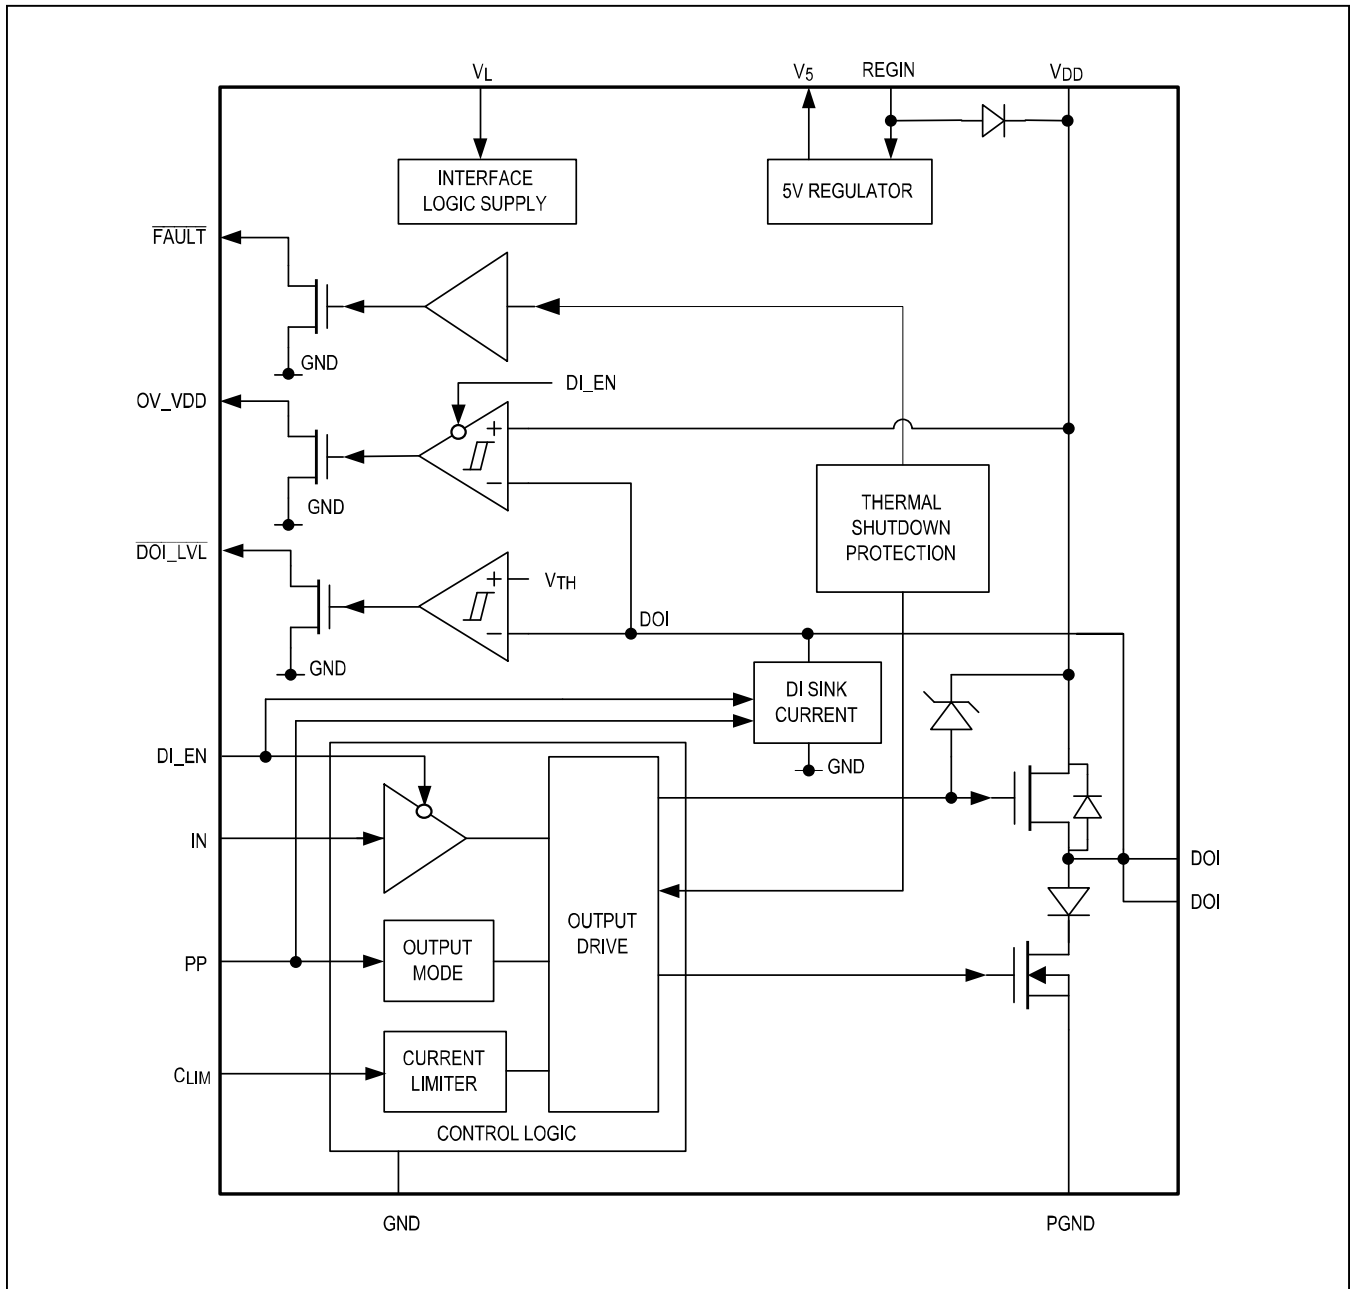 VL
V5
REGIN
VDD
INTERFACE
LOGIC SUPPLY
5V REGULATOR
FAULT
GND
DI_EN
OV_VDD
+
−
GND
THERMAL
SHUTDOWN
PROTECTION
DOI_LVL
+
VTH
−
DOI
GND
DI SINK
CURRENT
DI_EN
GND
IN
DOI
DOI
OUTPUT
DRIVE
PP
OUTPUT
MODE
CLIM
CURRENT
LIMITER
CONTROL LOGIC
GND
PGND